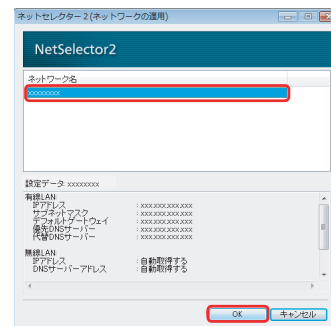 ネットセレクター2(ネットワークの運用)
NetSelector2
ネットワーク名
xxxxxxxx
設定データ: xxxxxxxx
有線LAN
IPアドレス : xxx.xxx.xxx.xxx
サブネットマスク : xxx.xxx.xxx.xxx
デフォルトゲートウェイ : xxx.xxx.xxx.xxx
優先DNSサーバー : xxx.xxx.xxx.xxx
代替DNSサーバー : xxx.xxx.xxx.xxx
無線LAN
IPアドレス : 自動取得する
DNSサーバーアドレス : 自動取得する
OK キャンセル